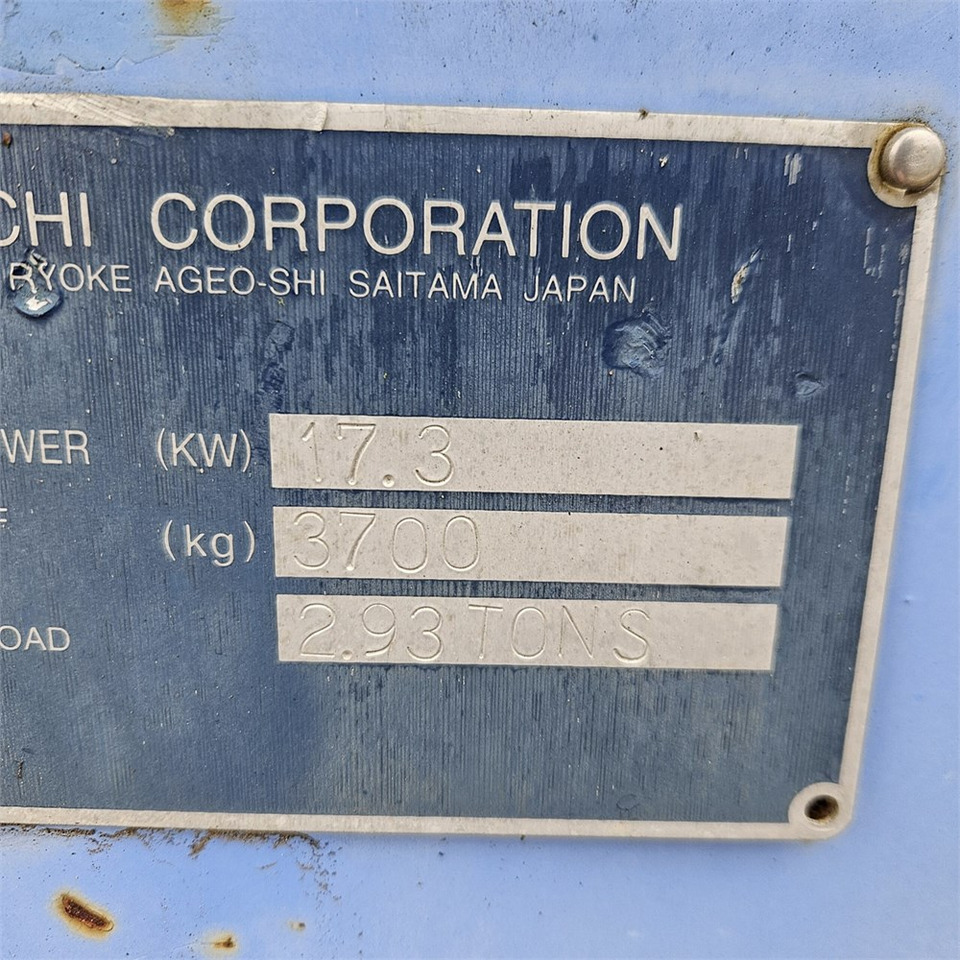 CHI CORPORATION
RYOKE AGEO-SHI SAITAMA JAPAN
WER (KW) 17.3
(kg) 3700
OAD 2.93 TONS